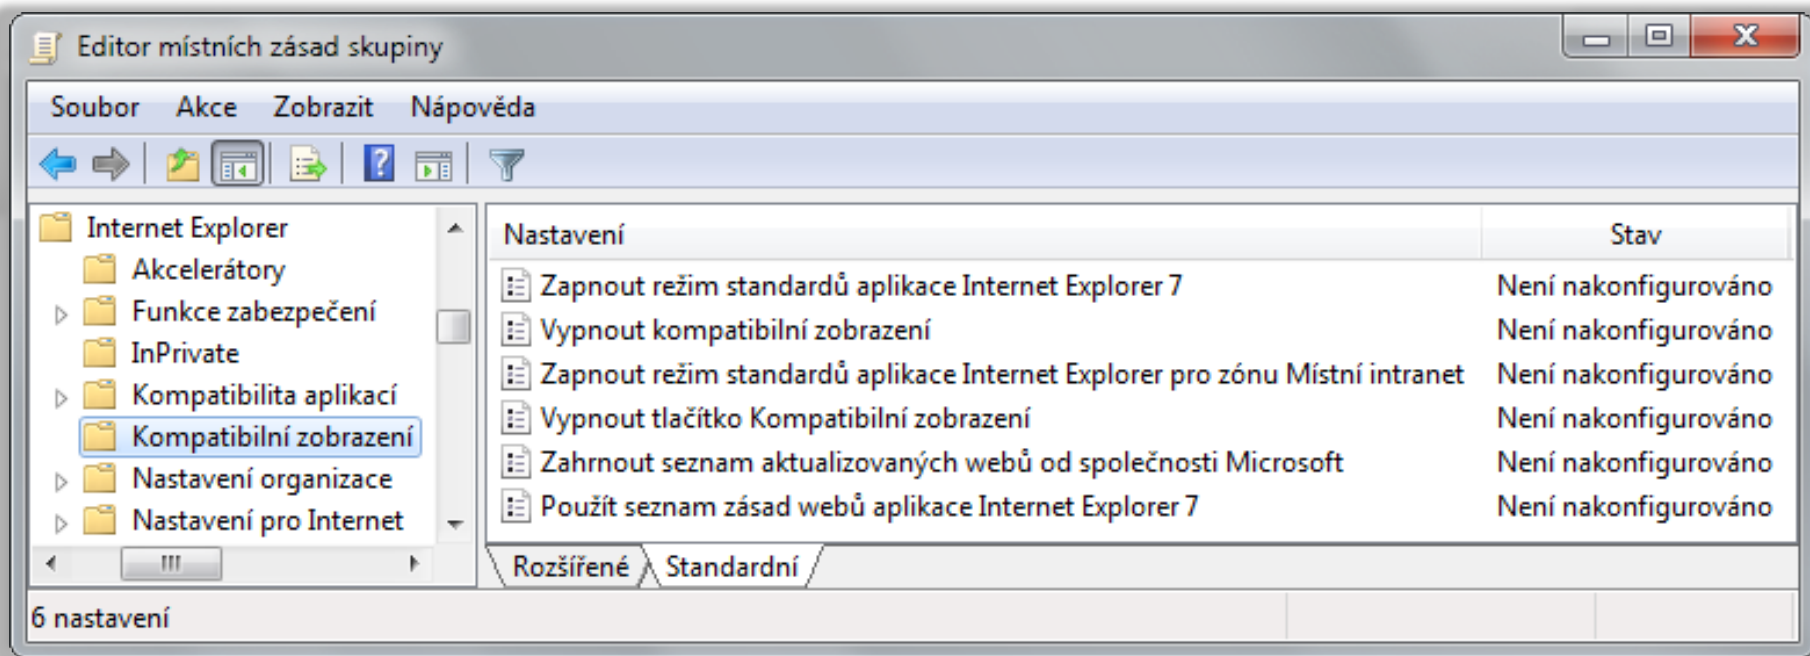 Editor místních zásad skupiny
Soubor Akce Zobrazit Nápověda
Internet Explorer
Akcelerátory
Funkce zabezpečení
InPrivate
Kompatibilita aplikací
Kompatibilní zobrazení
Nastavení organizace
Nastavení pro Internet
Nastavení Stav
Zapnout režim standardů aplikace Internet Explorer 7 Není nakonfigurováno
Vypnout kompatibilní zobrazení Není nakonfigurováno
Zapnout režim standardů aplikace Internet Explorer pro zónu Místní intranet Není nakonfigurováno
Vypnout tlačítko Kompatibilní zobrazení Není nakonfigurováno
Zahrnout seznam aktualizovaných webů od společnosti Microsoft Není nakonfigurováno
Použít seznam zásad webů aplikace Internet Explorer 7 Není nakonfigurováno
Rozšířené Standardní
6 nastavení